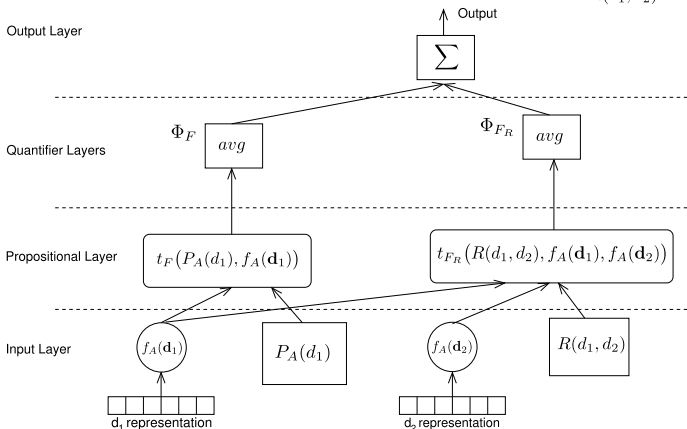 Output
Output Layer
∑
Φ_F
avg
Φ_{F_R}
avg
Quantifier Layers
Propositional Layer
t_F(P_A(d_1), f_A(𝐝_1))
t_{F_R}(R(d_1, d_2), f_A(𝐝_1), f_A(𝐝_2))
Input Layer
f_A(𝐝_1)
P_A(d_1)
f_A(𝐝_2)
R(d_1, d_2)
d_1 representation
d_2 representation